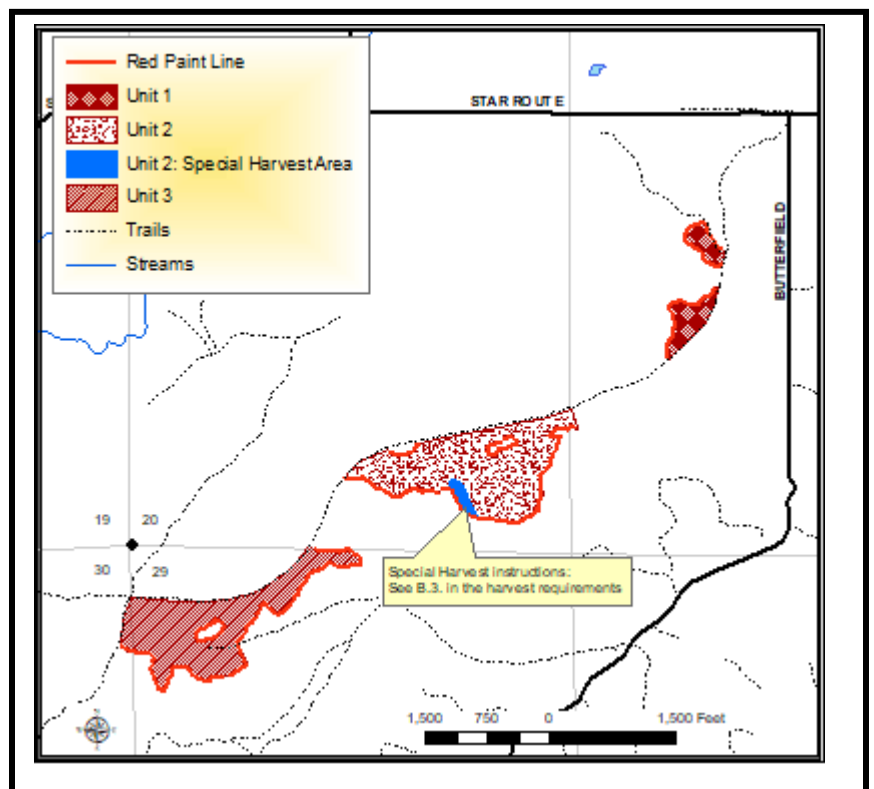 Red Paint Line
Unit 1
Unit 2
Unit 2: Special Harvest Area
Unit 3
Trails
Streams
STAR ROUTE
BUTTERFIELD
19 20
30 29
Special Harvest instructions:
See B.3. in the harvest requirements
1,500 750 0 1,500 Feet